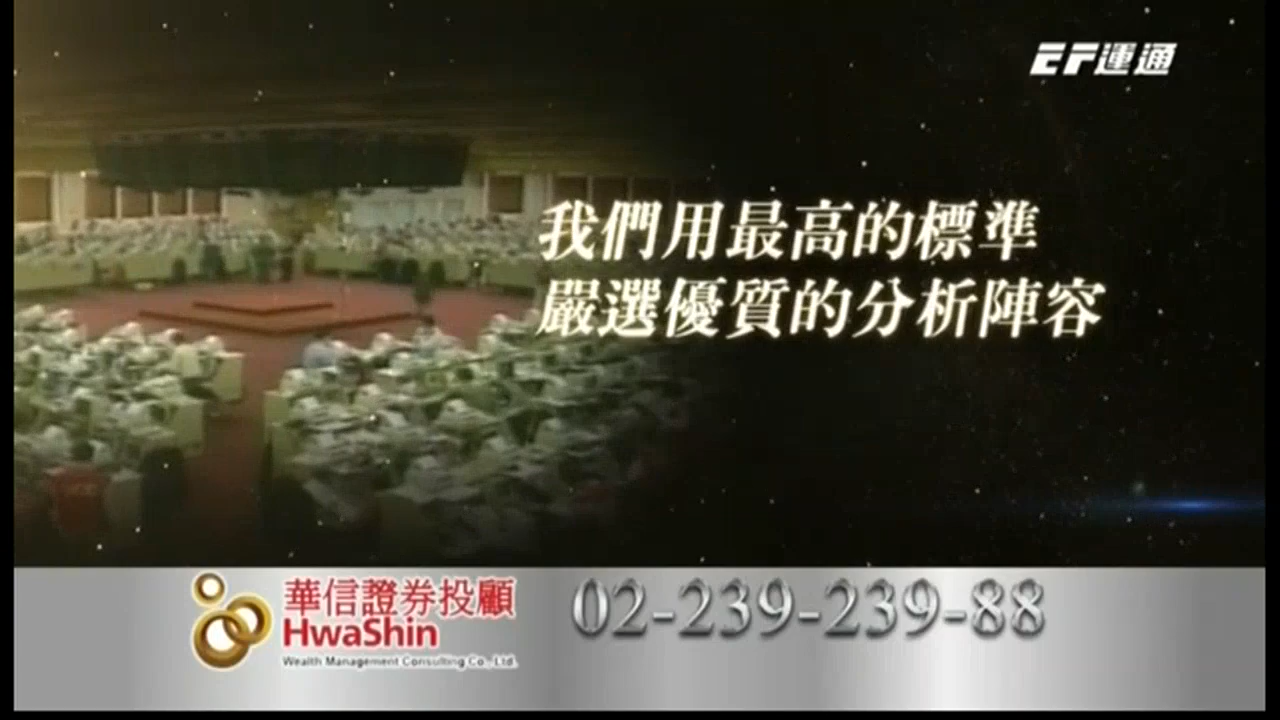 EF運通
我們用最高的標準
嚴選優質的分析陣容
華信證券投顧
HwaShin
Wealth Management Consulting Co., Ltd.
02-239-239-88